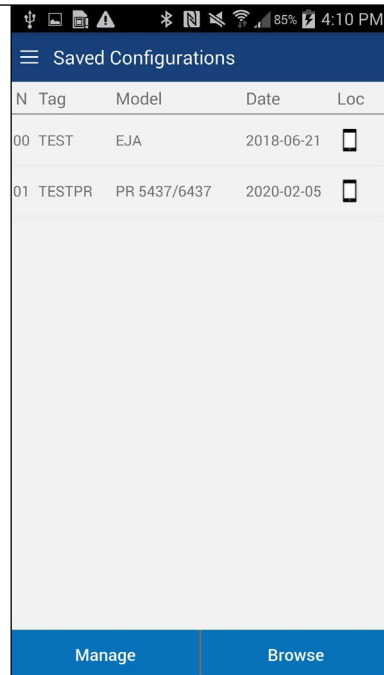 85% 4:10 PM
Saved Configurations
N Tag Model Date Loc
00 TEST EJA 2018-06-21
01 TESTPR PR 5437/6437 2020-02-05
Manage Browse